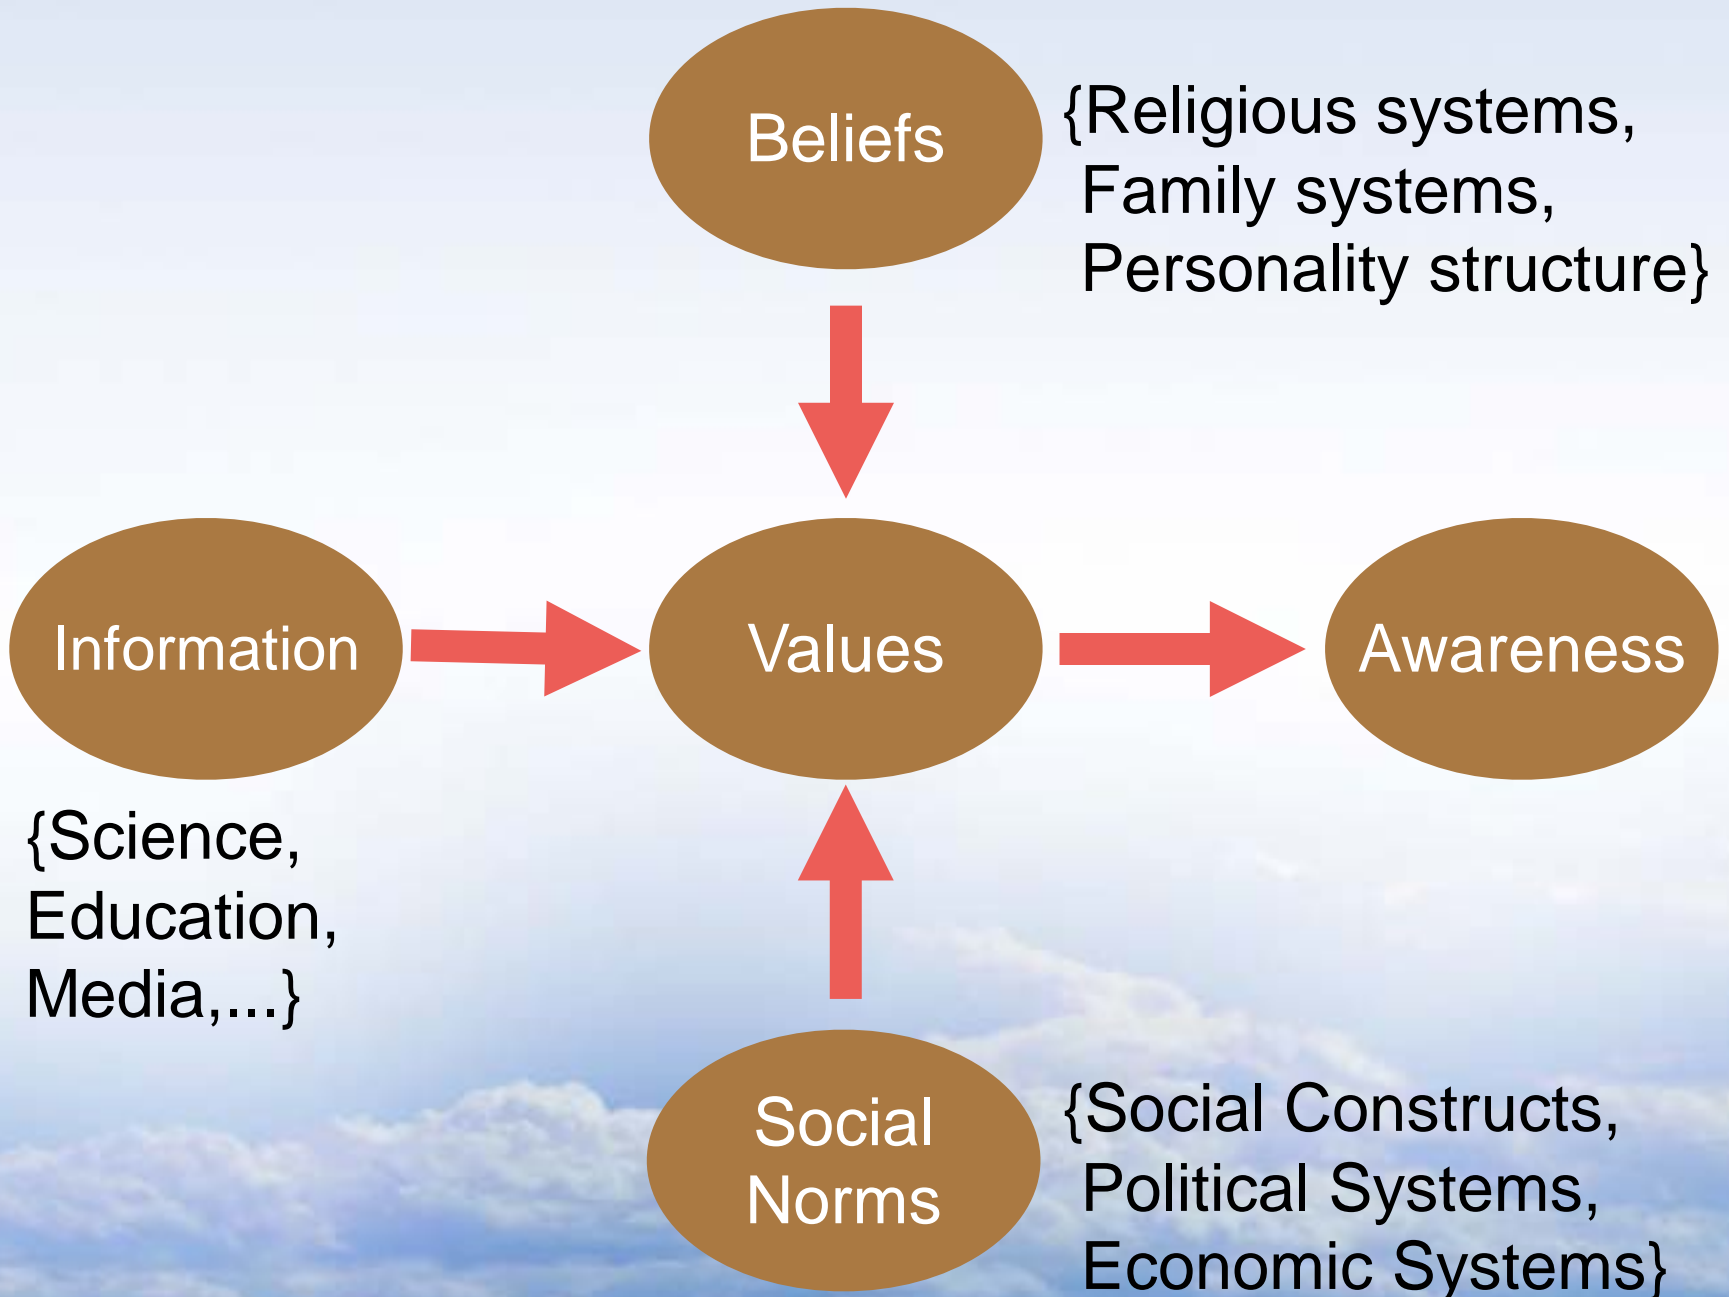 Beliefs
{Religious systems,
Family systems,
Personality structure}
Information
Values
Awareness
{Science,
Education,
Media,...}
Social
Norms
{Social Constructs,
Political Systems,
Economic Systems}